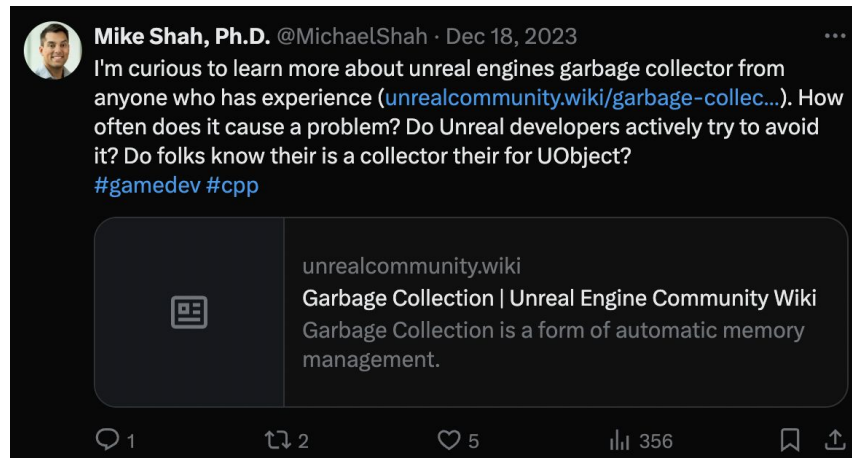 Mike Shah, Ph.D. @MichaelShah · Dec 18, 2023
I'm curious to learn more about unreal engines garbage collector from
anyone who has experience (unrealcommunity.wiki/garbage-collec...). How
often does it cause a problem? Do Unreal developers actively try to avoid
it? Do folks know their is a collector their for UObject?
#gamedev #cpp
unrealcommunity.wiki
Garbage Collection | Unreal Engine Community Wiki
Garbage Collection is a form of automatic memory
management.
1 2 5 356